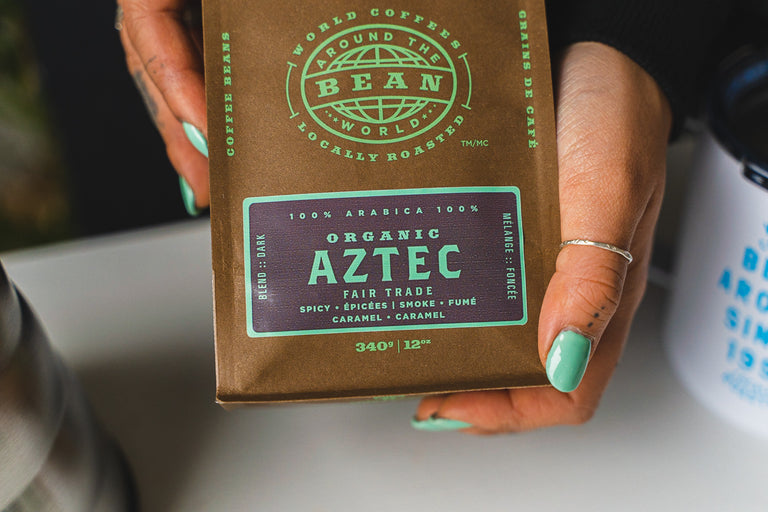 WORLD COFFEES
AROUND THE
BEAN
WORLD
LOCALLY ROASTED
TM/MC
COFFEE BEANS
GRAINS DE CAFÉ
100% ARABICA 100%
ORGANIC
AZTEC
FAIR TRADE
SPICY • ÉPICÉES | SMOKE • FUMÉ
CARAMEL • CARAMEL
BLEND :: DARK
MÉLANGE :: FONCÉE
340g | 12oz